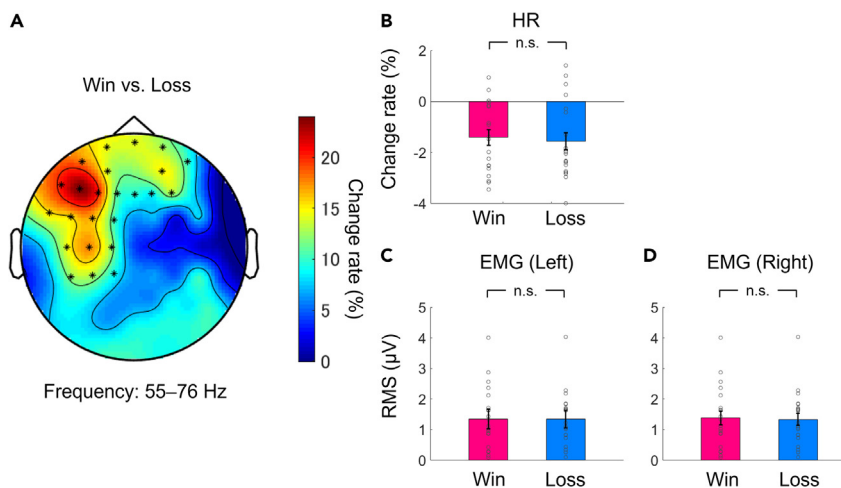 A
Win vs. Loss
20
15
10
5
0
Change rate (%)
Frequency: 55–76 Hz
B
HR
n.s.
2
0
-2
-4
Change rate (%)
Win Loss
C
EMG (Left)
n.s.
5
4
3
2
1
0
RMS (μV)
Win Loss
D
EMG (Right)
n.s.
5
4
3
2
1
0
Win Loss